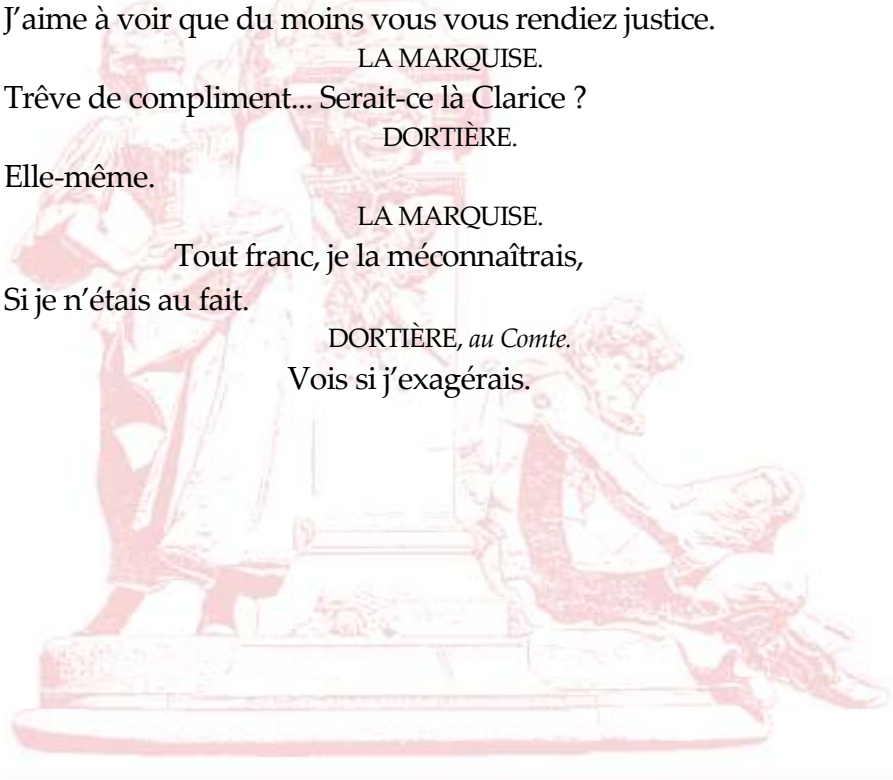 J’aime à voir que du moins vous vous rendiez justice.
LA MARQUISE.
Trêve de compliment... Serait-ce là Clarice ?
DORTIÈRE.
Elle-même.
LA MARQUISE.
Tout franc, je la méconnaîtrais,
Si je n’étais au fait.
DORTIÈRE, au Comte.
Vois si j’exagérais.